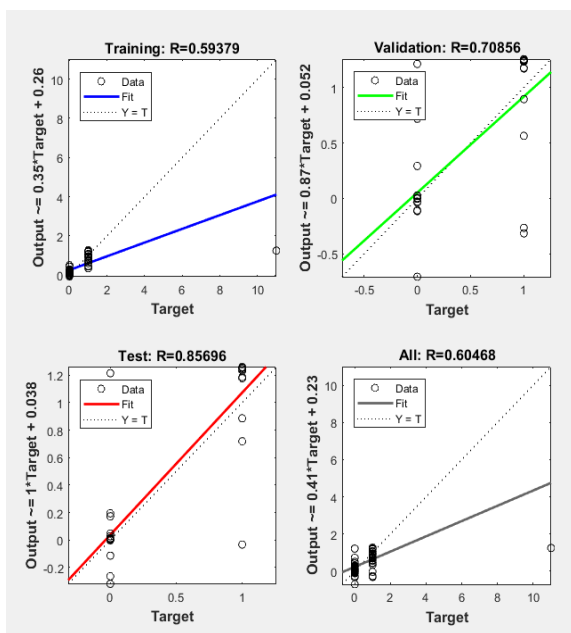 Training: R=0.59379
Output ~= 0.35*Target + 0.26
10
8
6
4
2
0
Data
Fit
Y = T
0
5
10
Target
Validation: R=0.70856
Output ~= 0.87*Target + 0.052
1
0.5
0
-0.5
Data
Fit
Y = T
-0.5
0
0.5
1
Target
Test: R=0.85696
Output ~= 1*Target + 0.038
1.2
1
0.8
0.6
0.4
0.2
0
-0.2
Data
Fit
Y = T
0
0.5
1
Target
All: R=0.60468
Output ~= 0.41*Target + 0.23
10
8
6
4
2
0
Data
Fit
Y = T
0
2
4
6
8
10
Target